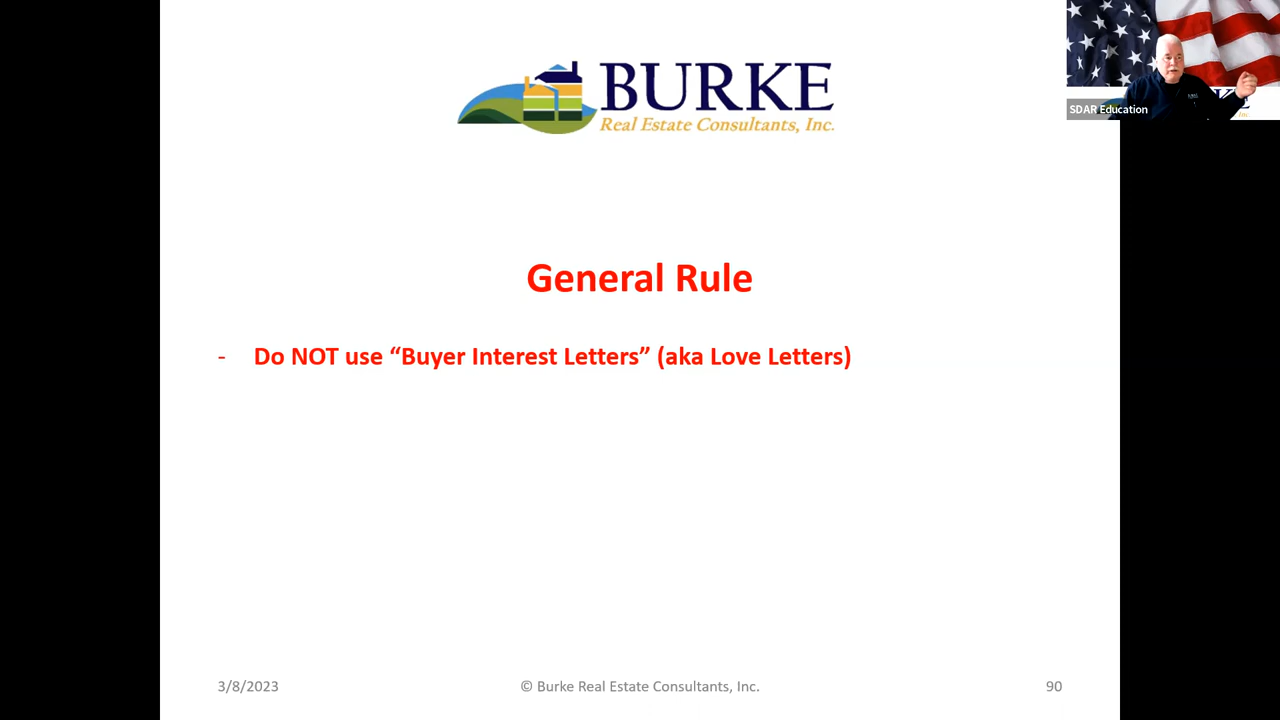 BURKE
Real Estate Consultants, Inc.
SDAR Education
General Rule
- Do NOT use “Buyer Interest Letters” (aka Love Letters)
3/8/2023
© Burke Real Estate Consultants, Inc.
90